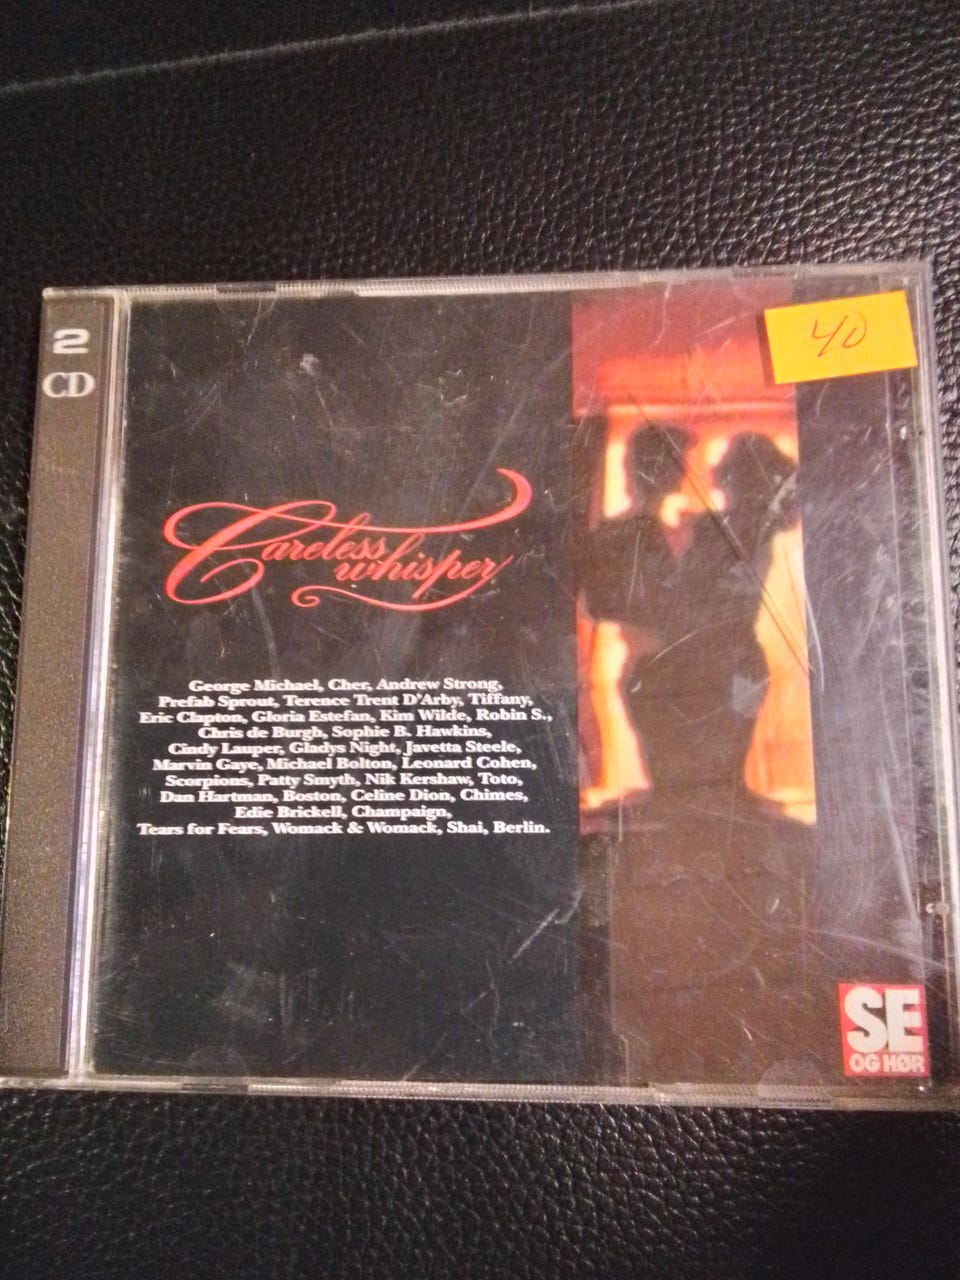 2
CD
40
Careless
whisper
George Michael, Cher, Andrew Strong,
Prefab Sprout, Terence Trent D'Arby, Tiffany,
Eric Clapton, Gloria Estefan, Kim Wilde, Robin S.,
Chris de Burgh, Sophie B. Hawkins,
Cindy Lauper, Gladys Night, Javetta Steele,
Marvin Gaye, Michael Bolton, Leonard Cohen,
Scorpions, Patty Smyth, Nik Kershaw, Toto,
Dan Hartman, Boston, Celine Dion, Chimes,
Edie Brickell, Champaign,
Tears for Fears, Womack & Womack, Shai, Berlin.
SE
OG HØR